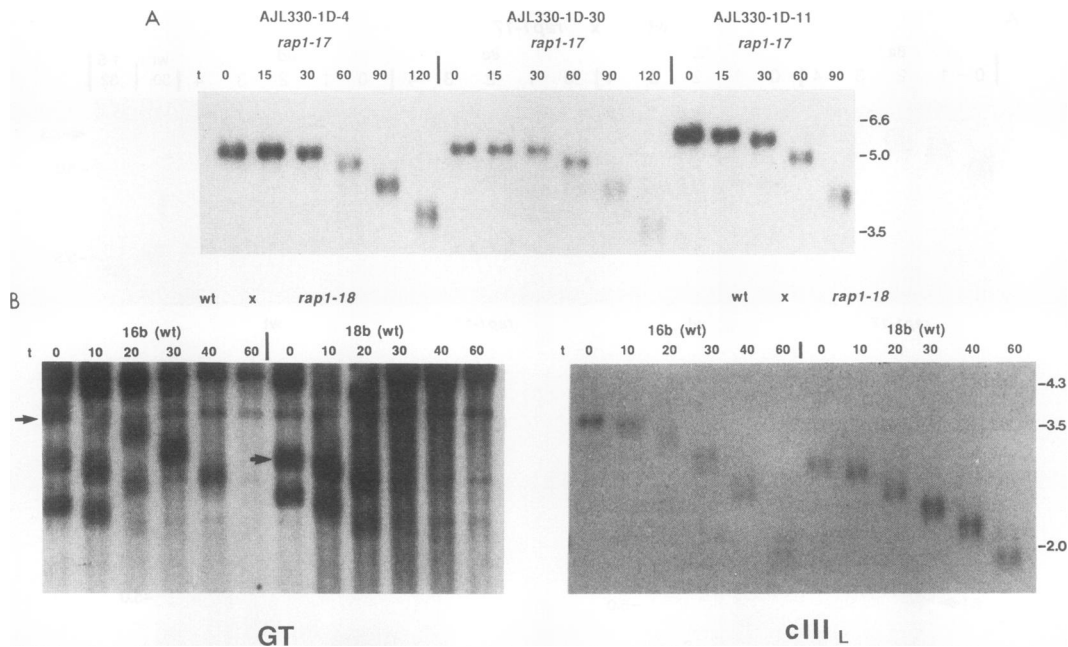 A
AJL330-1D-4 AJL330-1D-30 AJL330-1D-11
rap1-17 rap1-17 rap1-17
t 0 15 30 60 90 120 0 15 30 60 90 120 0 15 30 60 90
-6.6
-5.0
-3.5
B
wt x rap1-18 wt x rap1-18
16b (wt) 18b (wt) 16b (wt) 18b (wt)
t 0 10 20 30 40 60 0 10 20 30 40 60 t 0 10 20 30 40 60 0 10 20 30 40 60
-4.3
-3.5
-2.0
GT cIII L